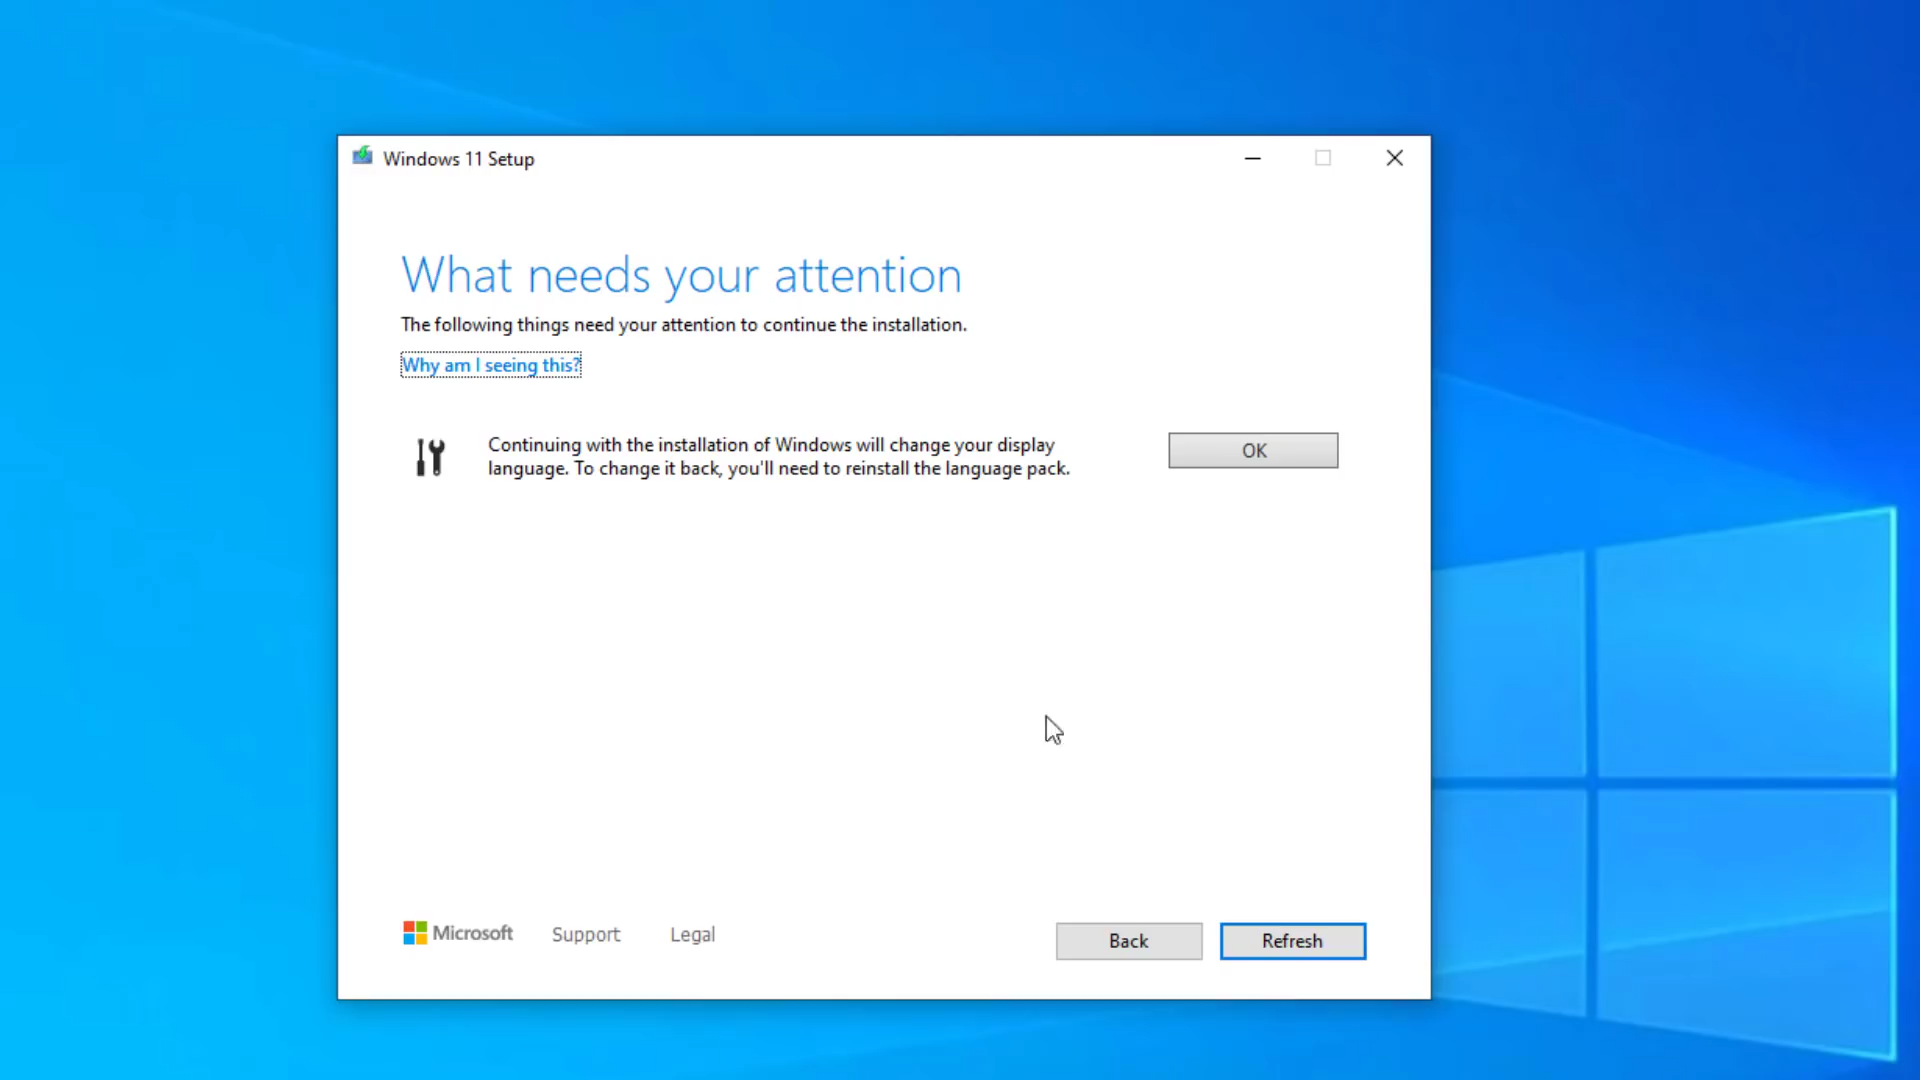 Windows 11 Setup
What needs your attention
The following things need your attention to continue the installation.
Why am I seeing this?
Continuing with the installation of Windows will change your display
language. To change it back, you'll need to reinstall the language pack.
OK
Microsoft
Support
Legal
Back
Refresh